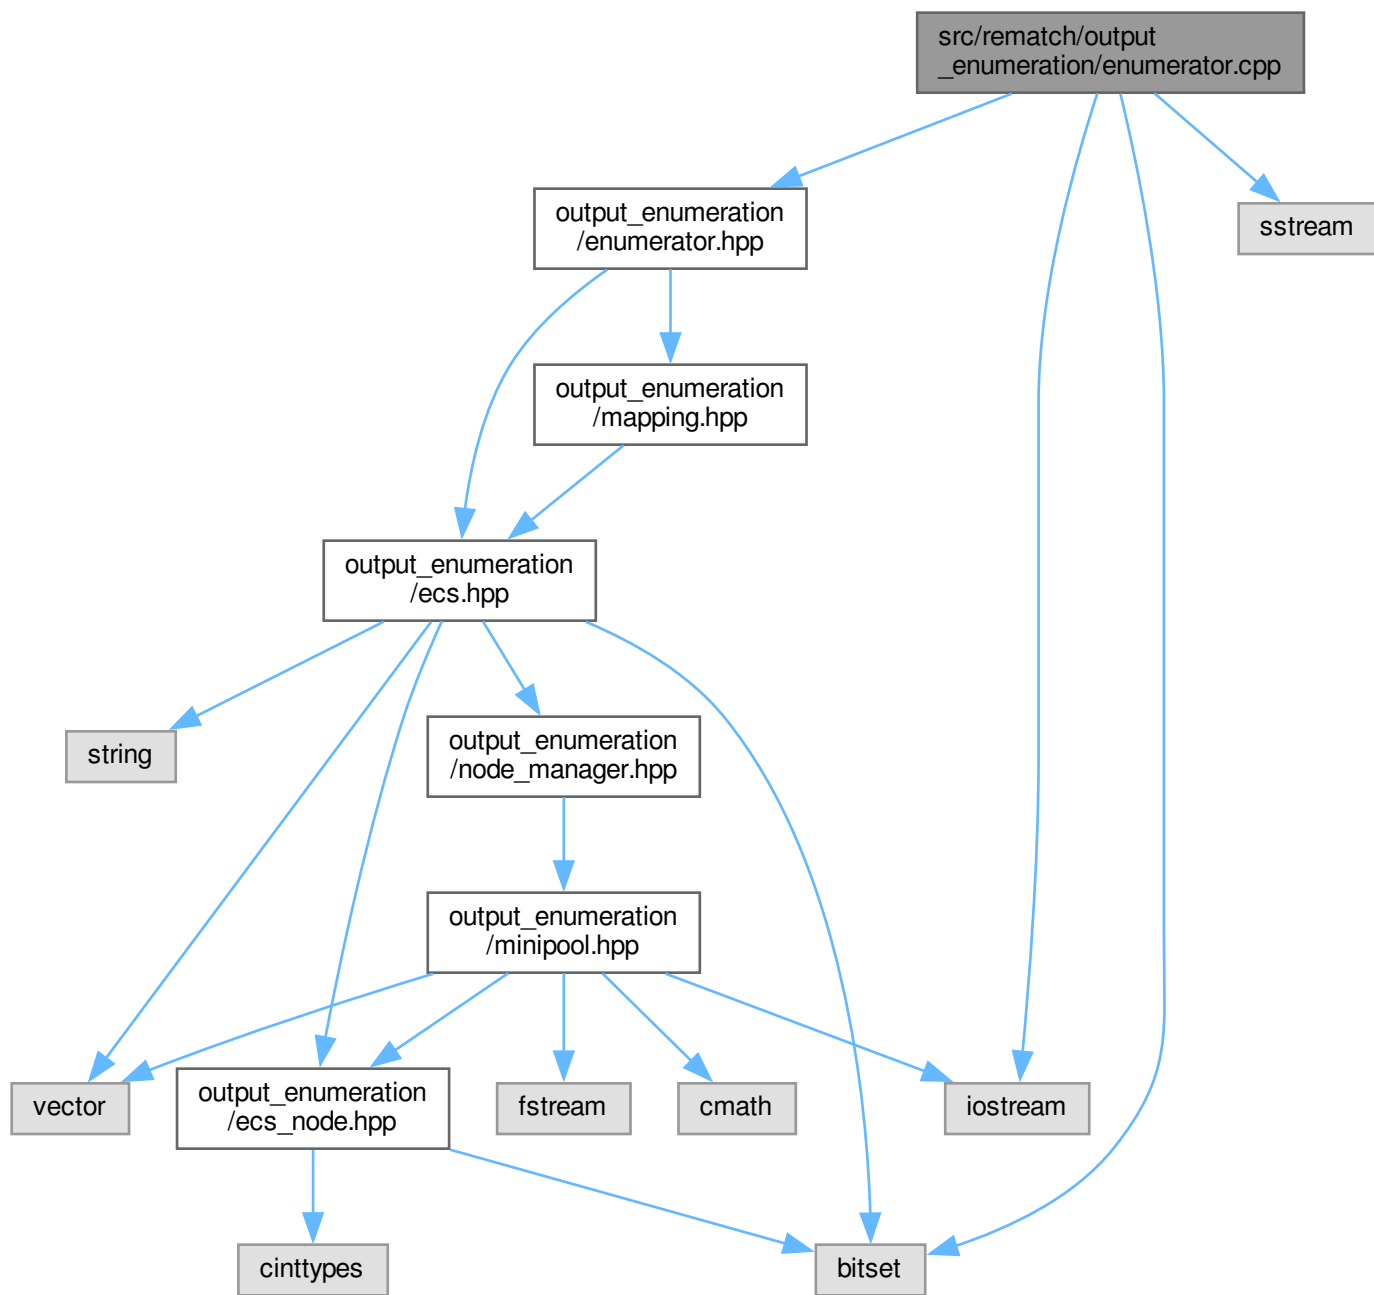 src/rematch/output
_enumeration/enumerator.cpp
output_enumeration
/enumerator.hpp
sstream
output_enumeration
/mapping.hpp
output_enumeration
/ecs.hpp
string
output_enumeration
/node_manager.hpp
output_enumeration
/minipool.hpp
vector
output_enumeration
/ecs_node.hpp
fstream
cmath
iostream
cinttypes
bitset